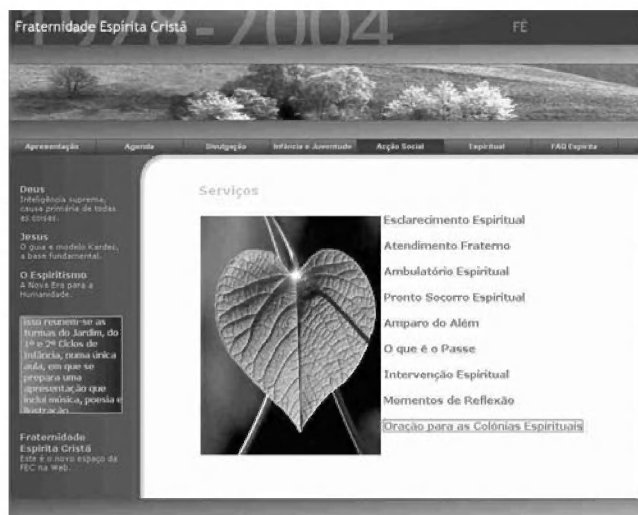 1928-2004
Fraternidade Espírita Cristã
FÉ
Apresentação
Agenda
Divulgação
Infância e Juventude
Acção Social
Espiritual
FAQ Espírita
Deus
Inteligência suprema,
causa primária de todas
as coisas.
Jesus
O guia e modelo Kardec,
a base fundamental.
O Espiritismo
A Nova Era para a
Humanidade.
isso reunem-se as
turmas do Jardim, do
1º e 2º Ciclos de
Infância, numa única
aula, em que se
prepara uma
apresentação que
inclui música, poesia e
ilustração
Fraternidade
Espírita Cristã
Este é o novo espaço da
FEC na Web.
Serviços
Esclarecimento Espiritual
Atendimento Fraterno
Ambulatório Espiritual
Pronto Socorro Espiritual
Amparo do Além
O que é o Passe
Intervenção Espiritual
Momentos de Reflexão
Oração para as Colónias Espirituais